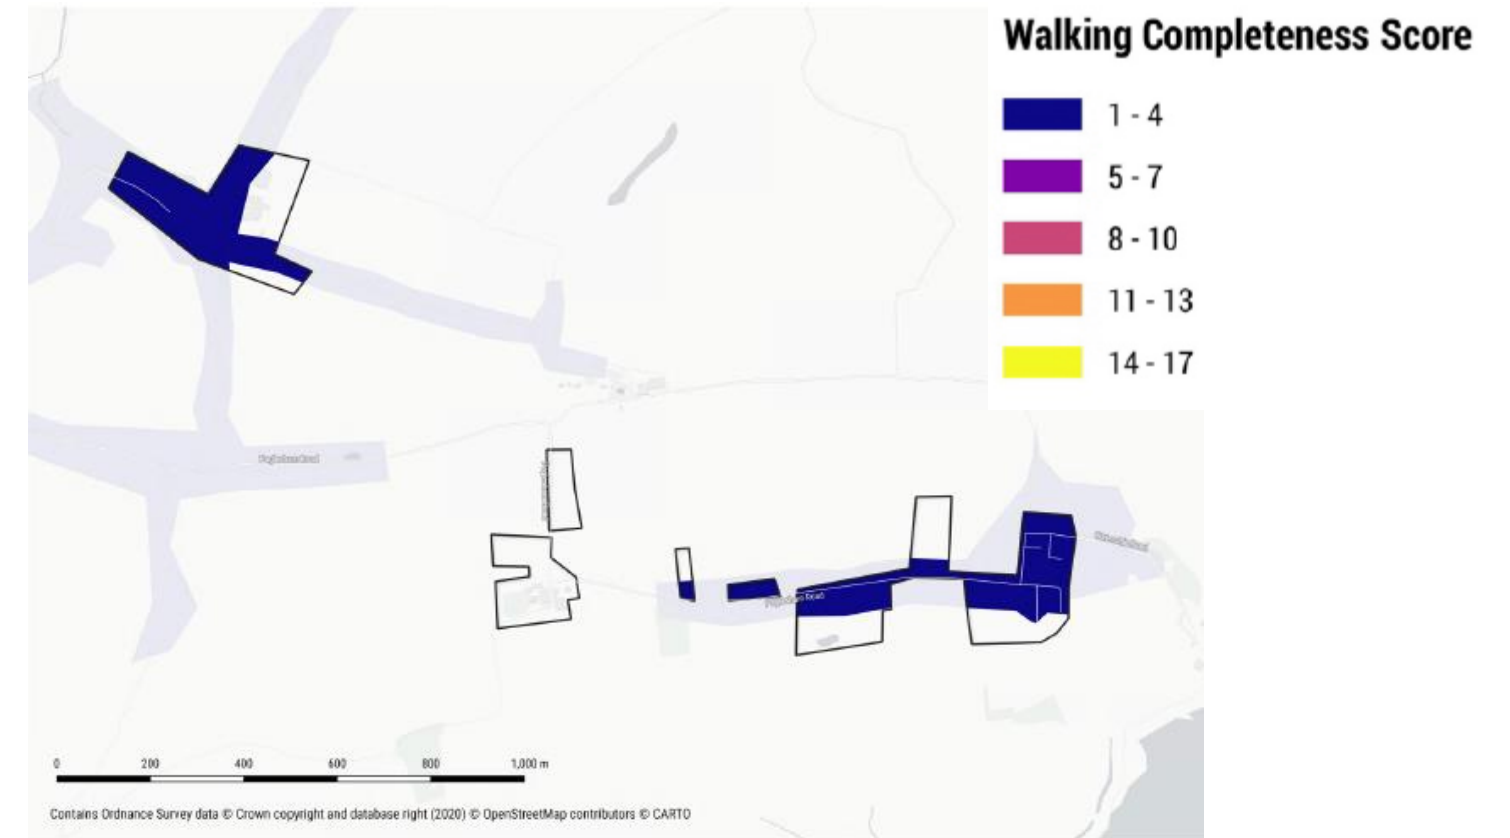 Walking Completeness Score
1 - 4
5 - 7
8 - 10
11 - 13
14 - 17
0 200 400 600 800 1,000 m
Contains Ordnance Survey data © Crown copyright and database right (2020) © OpenStreetMap contributors © CARTO